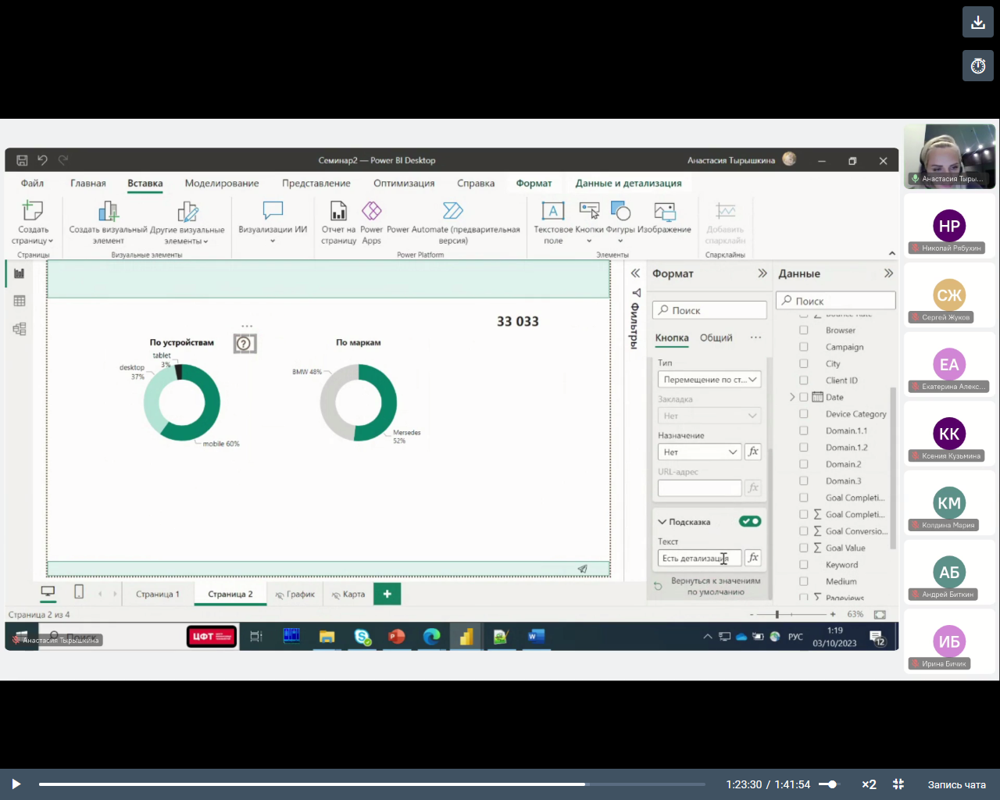 Семинар2 — Power BI Desktop
Анастасия Тырышкина
Файл Главная Вставка Моделирование Представление Оптимизация Справка Формат Данные и детализация
Создать страницу
Создать визуальный элемент
Другие визуальные элементы
Визуализации ИИ
Отчет на страницу
Power Apps
Power Automate (предварительная версия)
Текстовое поле
Кнопки
Фигуры
Изображение
Добавить спарклайн
Страницы
Визуальные элементы
Power Platform
Элементы
Спарклайны
33 033
По устройствам
tablet
3%
desktop
37%
mobile 60%
По маркам
BMW 48%
Mersedes
52%
Фильтры
Формат
Поиск
Кнопка Общий
Тип
Перемещение по ст...
Закладка
Нет
Назначение
Нет
fx
URL-адрес
fx
Подсказка
Текст
Есть детализация
fx
Вернуться к значениям
по умолчанию
Данные
Поиск
Bounce Rate
Browser
Campaign
City
Client ID
Date
Device Category
Domain.1.1
Domain.1.2
Domain.2
Domain.3
Goal Completi...
Goal Completi...
Goal Conversio...
Goal Value
Keyword
Medium
Pageviews
Страница 1 Страница 2 График Карта
Страница 2 из 4
63%
Поиск
Анастасия Тырышкина
ЦФТ
РУС
1:19
03/10/2023
12
Анастасия Тыры...
НР
Николай Рябухин
СЖ
Сергей Жуков
ЕА
Екатерина Алекс...
КК
Ксения Кузьмина
КМ
Колдина Мария
АБ
Андрей Биткин
ИБ
Ирина Бичик
1:23:30 / 1:41:54
×2
Запись чата